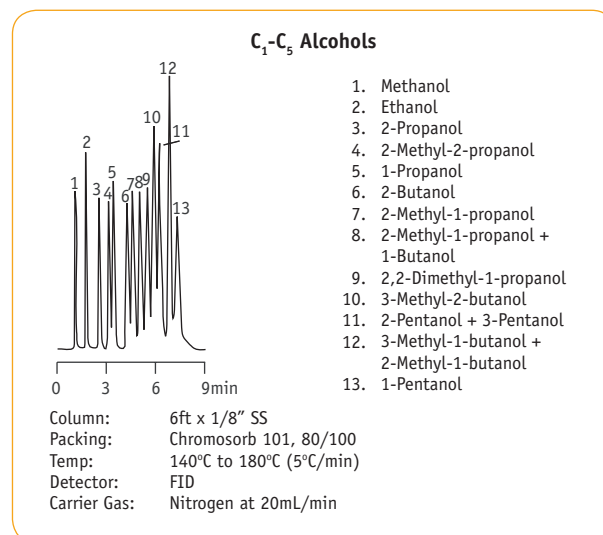 C₁-C₅ Alcohols
12
10
11
2
5
1
3
4
6
7
8
9
13
0 3 6 9min
1. Methanol
2. Ethanol
3. 2-Propanol
4. 2-Methyl-2-propanol
5. 1-Propanol
6. 2-Butanol
7. 2-Methyl-1-propanol
8. 2-Methyl-1-propanol +
1-Butanol
9. 2,2-Dimethyl-1-propanol
10. 3-Methyl-2-butanol
11. 2-Pentanol + 3-Pentanol
12. 3-Methyl-1-butanol +
2-Methyl-1-butanol
13. 1-Pentanol
Column: 6ft x 1/8” SS
Packing: Chromosorb 101, 80/100
Temp: 140°C to 180°C (5°C/min)
Detector: FID
Carrier Gas: Nitrogen at 20mL/min